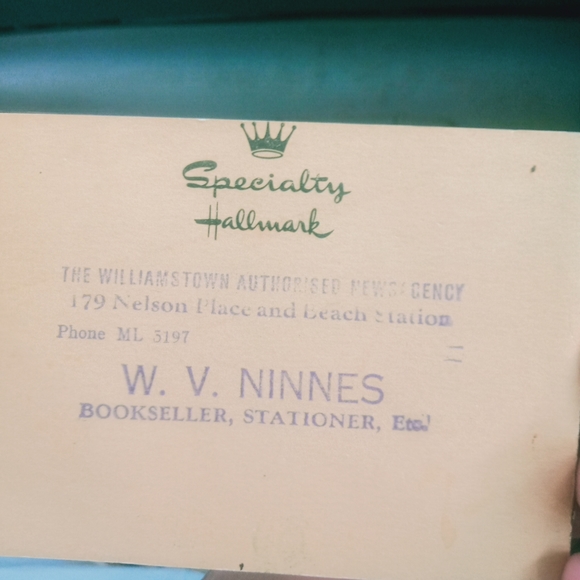 Specialty
Hallmark
THE WILLIAMSTOWN AUTHORISED NEWSAGENCY
179 Nelson Place and Beach Station
Phone ML 5197
W. V. NINNES
BOOKSELLER, STATIONER, Etc.